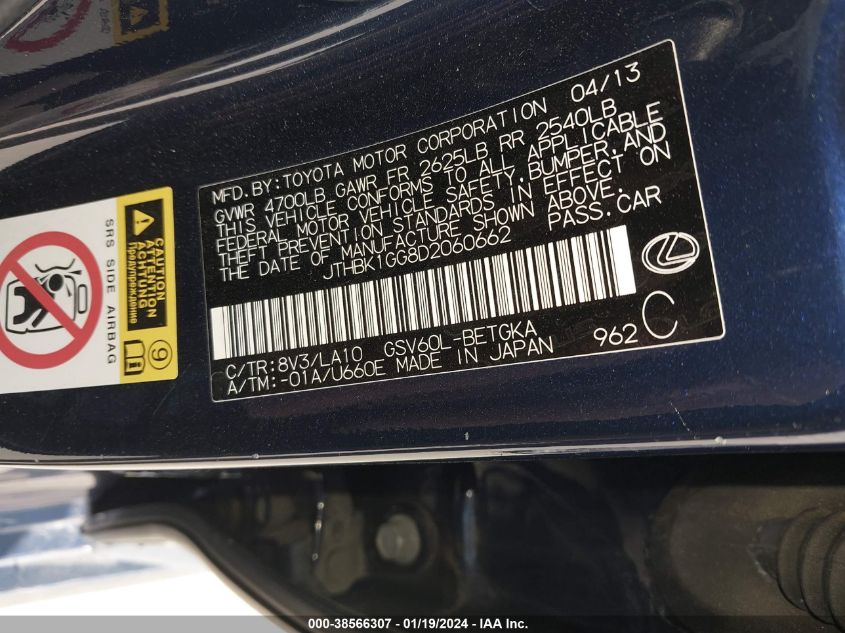 MFD. BY:TOYOTA MOTOR CORPORATION 04/13
GVWR 4700LB GAWR FR 2625LB RR 2540LB
THIS VEHICLE CONFORMS TO ALL APPLICABLE
FEDERAL MOTOR VEHICLE SAFETY,BUMPER,AND
THEFT PREVENTION STANDARDS IN EFFECT ON
THE DATE OF MANUFACTURE SHOWN ABOVE.
JTHBK1GG8D2060662 PASS.CAR
C/TR:8V3/LA10 GSV60L-BETGKA 962 C
A/TM:-01A/U660E MADE IN JAPAN
SRS SIDE AIRBAG
CAUTION
ATTENTION
ACHTUNG
Предупреждение
9
000-38566307 - 01/19/2024 - IAA Inc.